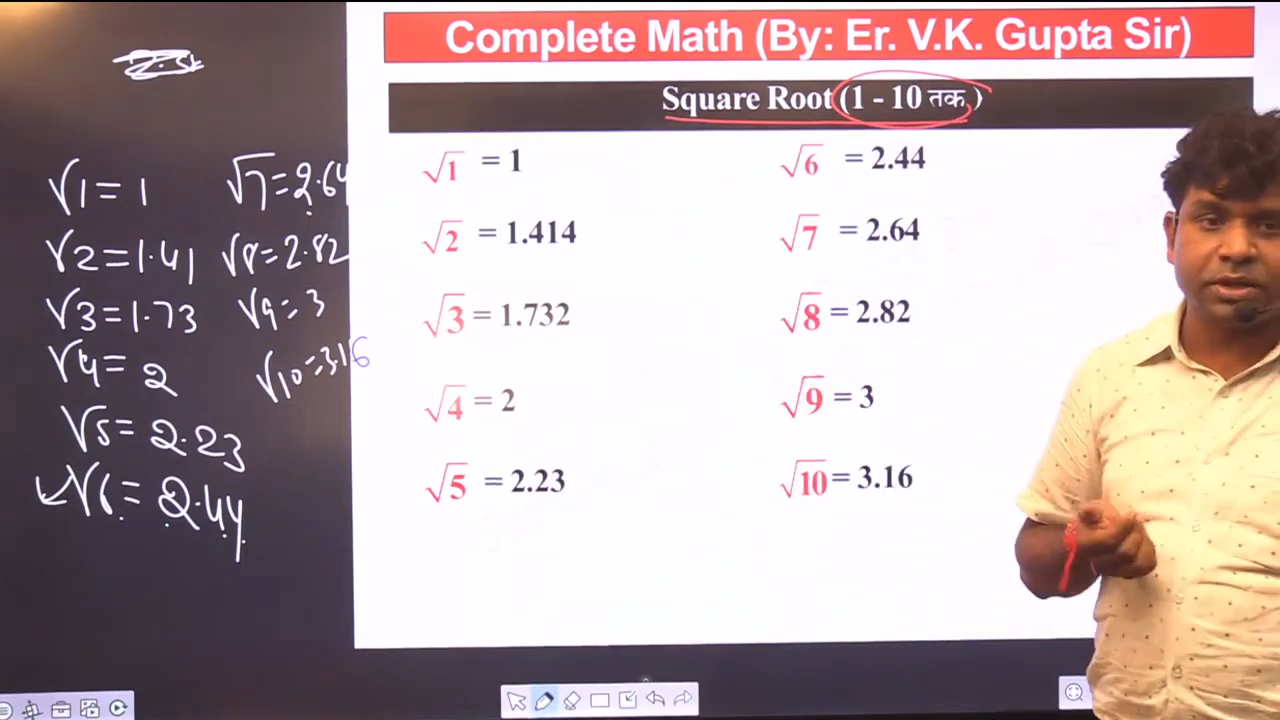 Complete Math (By: Er. V.K. Gupta Sir)
Square Root (1 - 10 तक)
√1 = 1
√2 = 1.414
√3 = 1.732
√4 = 2
√5 = 2.23
√6 = 2.44
√7 = 2.64
√8 = 2.82
√9 = 3
√10 = 3.16
√1 = 1
√2 = 1.41
√3 = 1.73
√4 = 2
√5 = 2.23
√6 = 2.44
√7 = 2.64
√8 = 2.82
√9 = 3
√10 = 3.16